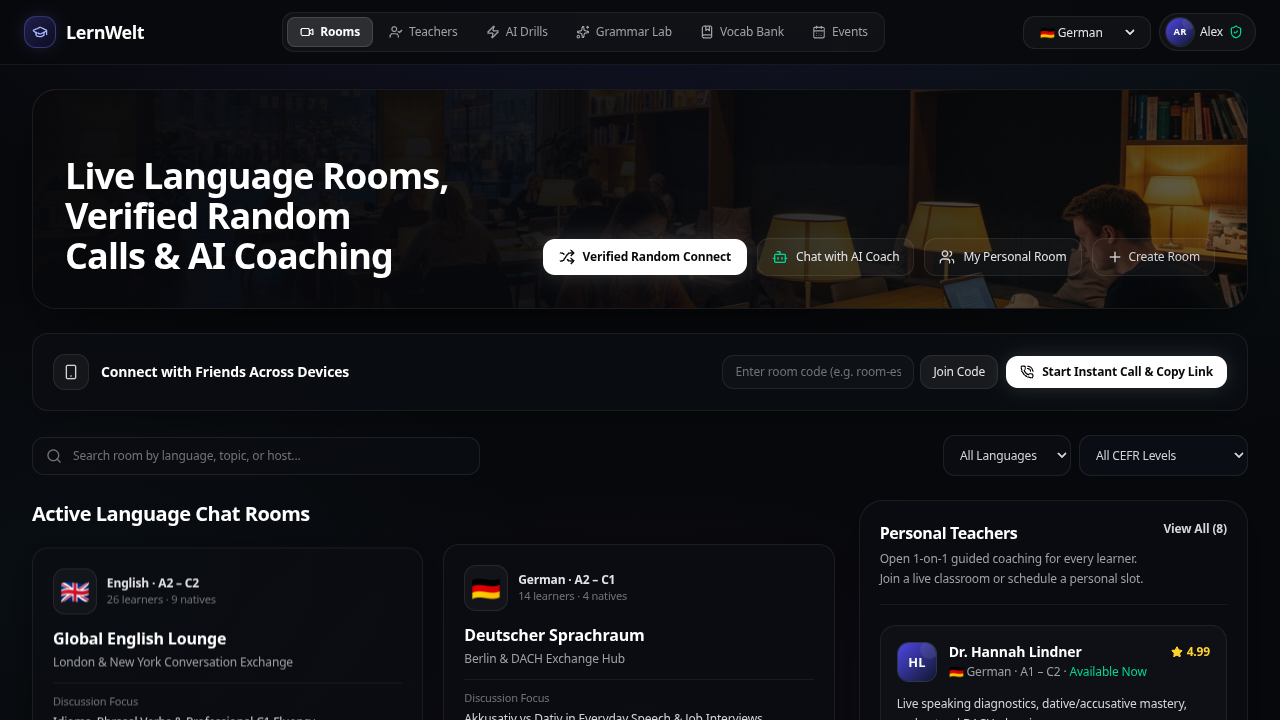 LernWelt
Rooms
Teachers
AI Drills
Grammar Lab
Vocab Bank
Events
🇩🇪 German
AR
Alex
Live Language Rooms,
Verified Random
Calls & AI Coaching
Verified Random Connect
Chat with AI Coach
My Personal Room
Create Room
Connect with Friends Across Devices
Enter room code (e.g. room-es
Join Code
Start Instant Call & Copy Link
Search room by language, topic, or host...
All Languages
All CEFR Levels
Active Language Chat Rooms
English · A2 – C2
26 learners · 9 natives
Global English Lounge
London & New York Conversation Exchange
Discussion Focus
Idioms, Phrasal Verbs & Professional C1 Fluency
German · A2 – C1
14 learners · 4 natives
Deutscher Sprachraum
Berlin & DACH Exchange Hub
Discussion Focus
Akkusativ vs Dativ in Everyday Speech & Job Interviews
Personal Teachers
View All (8)
Open 1-on-1 guided coaching for every learner.
Join a live classroom or schedule a personal slot.
HL
Dr. Hannah Lindner
4.99
🇩🇪 German · A1 – C2 · Available Now
Live speaking diagnostics, dative/accusative mastery,